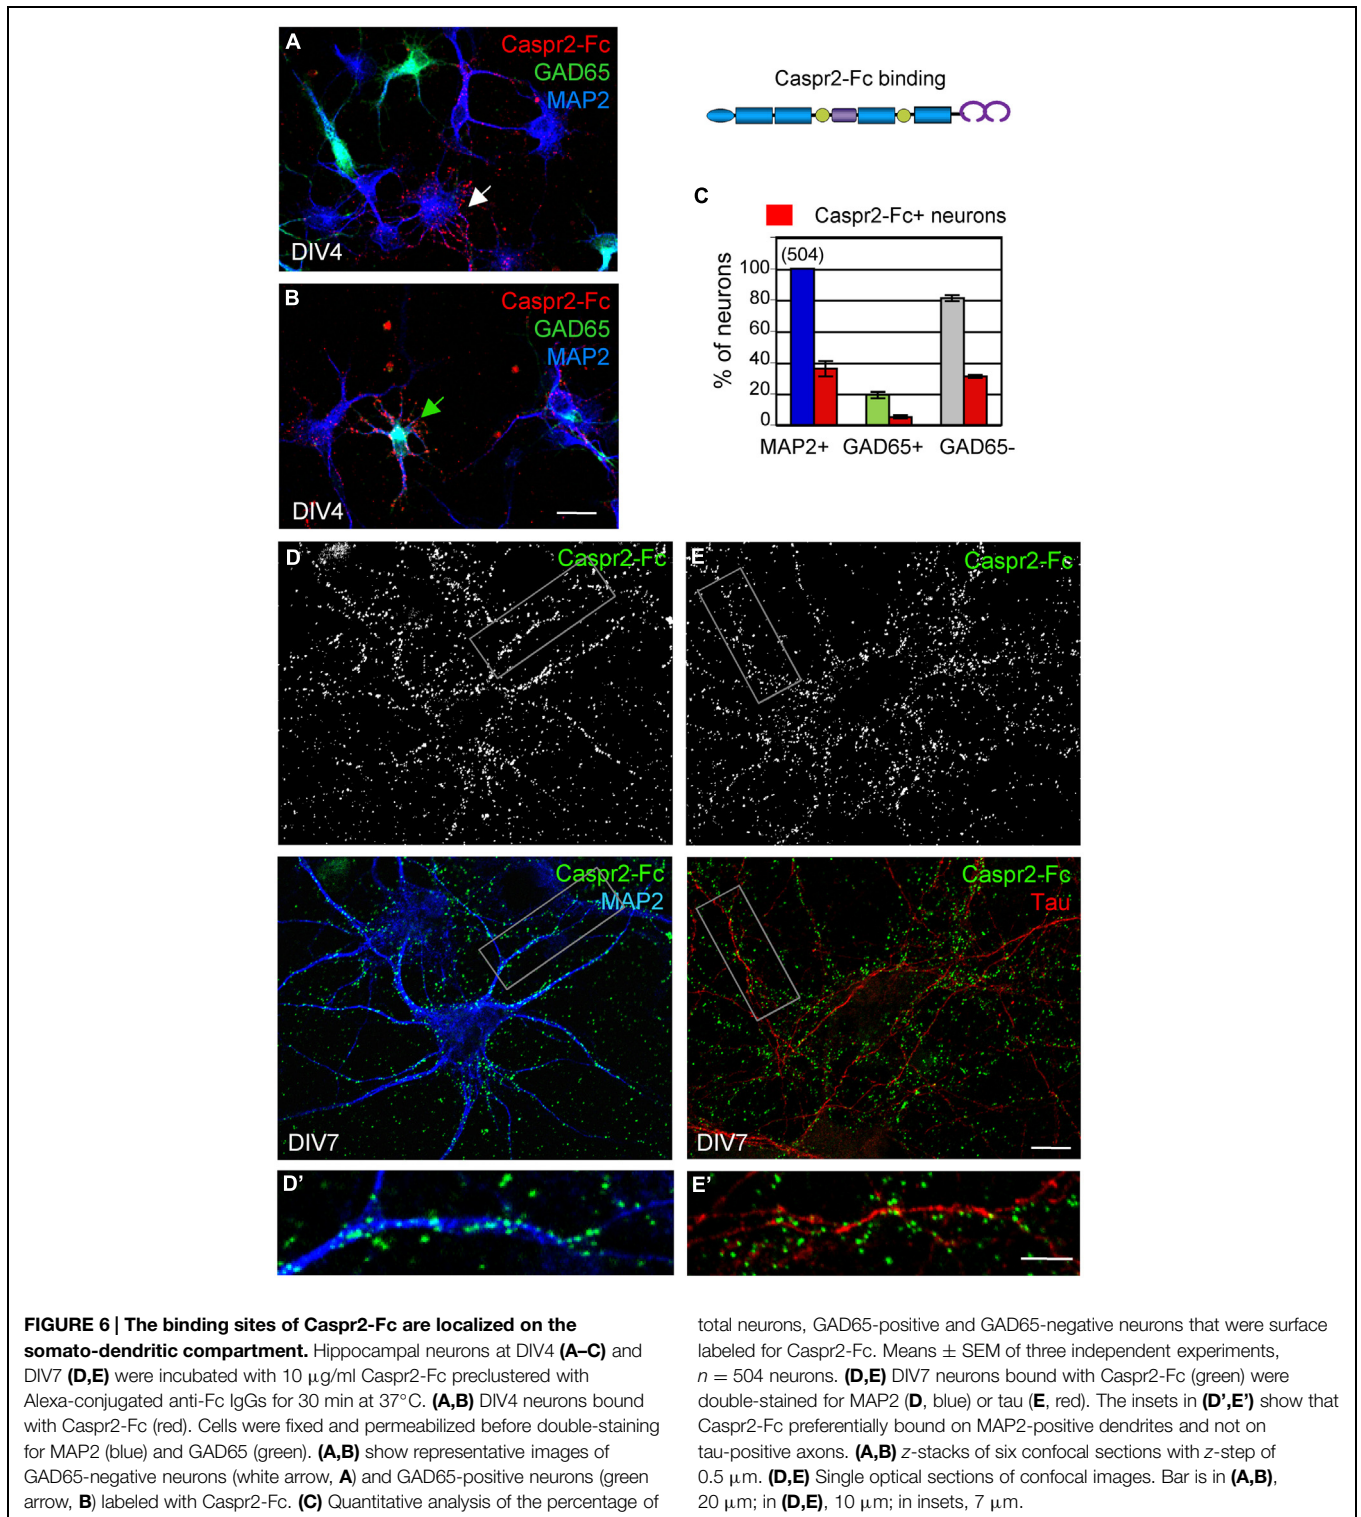 A
Caspr2-Fc
GAD65
MAP2
DIV4
B
Caspr2-Fc
GAD65
MAP2
DIV4
Caspr2-Fc binding
C
Caspr2-Fc+ neurons
(504)
100
80
60
40
20
0
% of neurons
MAP2+ GAD65+ GAD65-
D
Caspr2-Fc
E
Caspr2-Fc
Caspr2-Fc
MAP2
DIV7
Caspr2-Fc
Tau
DIV7
D’
E’
FIGURE 6 | The binding sites of Caspr2-Fc are localized on the
somato-dendritic compartment. Hippocampal neurons at DIV4 (A–C) and
DIV7 (D,E) were incubated with 10 μg/ml Caspr2-Fc preclustered with
Alexa-conjugated anti-Fc IgGs for 30 min at 37°C. (A,B) DIV4 neurons bound
with Caspr2-Fc (red). Cells were fixed and permeabilized before double-staining
for MAP2 (blue) and GAD65 (green). (A,B) show representative images of
GAD65-negative neurons (white arrow, A) and GAD65-positive neurons (green
arrow, B) labeled with Caspr2-Fc. (C) Quantitative analysis of the percentage of
total neurons, GAD65-positive and GAD65-negative neurons that were surface
labeled for Caspr2-Fc. Means ± SEM of three independent experiments,
n = 504 neurons. (D,E) DIV7 neurons bound with Caspr2-Fc (green) were
double-stained for MAP2 (D, blue) or tau (E, red). The insets in (D’,E’) show that
Caspr2-Fc preferentially bound on MAP2-positive dendrites and not on
tau-positive axons. (A,B) z-stacks of six confocal sections with z-step of
0.5 μm. (D,E) Single optical sections of confocal images. Bar is in (A,B),
20 μm; in (D,E), 10 μm; in insets, 7 μm.